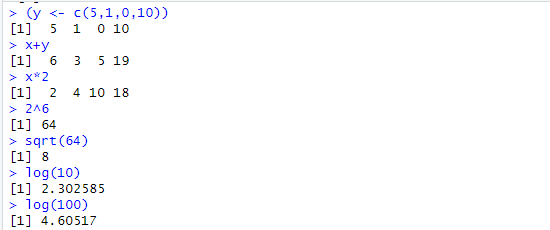 > (y <- c(5,1,0,10))
[1]  5  1  0 10
> x+y
[1]  6  3  5 19
> x*2
[1]  2  4 10 18
> 2^6
[1] 64
> sqrt(64)
[1] 8
> log(10)
[1] 2.302585
> log(100)
[1] 4.60517